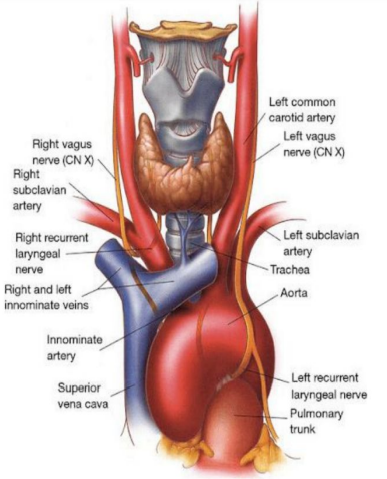 Left common
carotid artery
Left vagus
nerve (CN X)
Right vagus
nerve (CN X)
Right
subclavian
artery
Right recurrent
laryngeal
nerve
Left subclavian
artery
Trachea
Right and left
innominate veins
Aorta
Innominate
artery
Superior
vena cava
Left recurrent
laryngeal nerve
Pulmonary
trunk